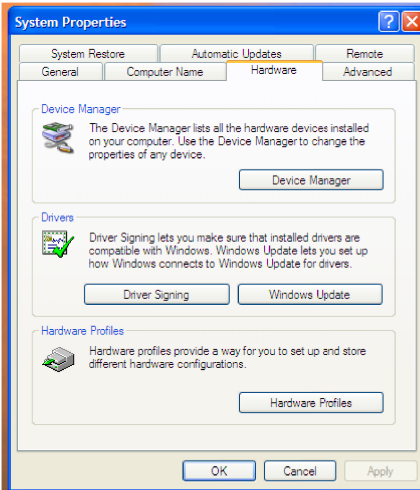 System Properties
System Restore Automatic Updates Remote
General Computer Name Hardware Advanced
Device Manager
The Device Manager lists all the hardware devices installed
on your computer. Use the Device Manager to change the
properties of any device.
Device Manager
Drivers
Driver Signing lets you make sure that installed drivers are
compatible with Windows. Windows Update lets you set up
how Windows connects to Windows Update for drivers.
Driver Signing Windows Update
Hardware Profiles
Hardware profiles provide a way for you to set up and store
different hardware configurations.
Hardware Profiles
OK Cancel Apply